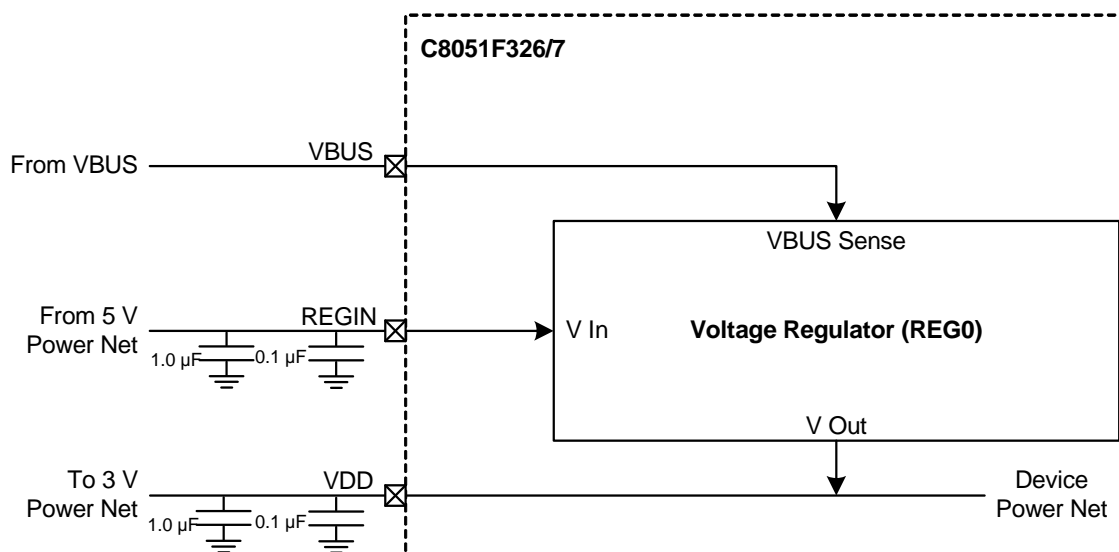 C8051F326/7
From VBUS
VBUS
VBUS Sense
From 5 V
Power Net
REGIN
1.0 µF
0.1 µF
V In
Voltage Regulator (REG0)
V Out
To 3 V
Power Net
VDD
1.0 µF
0.1 µF
Device
Power Net